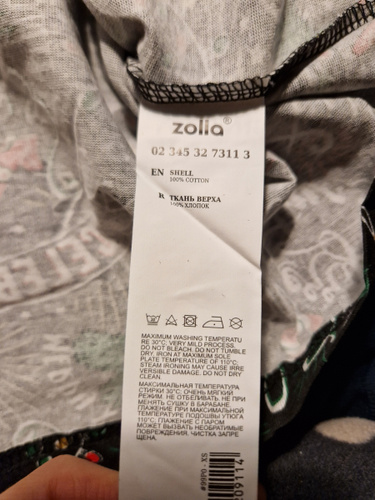 zolla®
02 345 32 7311 3
EN SHELL
100% COTTON
ТКАНЬ ВЕРХА
100% ХЛОПОК
MAXIMUM WASHING TEMPERATU
RE 30°C. VERY MILD PROCESS.
DO NOT BLEACH. DO NOT TUMBLE
DRY. IRON AT MAXIMUM SOLE
PLATE TEMPERATURE OF 110°C:
STEAM IRONING MAY CAUSE IRRE
VERSIBLE DAMAGE. DO NOT DRY
CLEAN
МАКСИМАЛЬНАЯ ТЕМПЕРАТУРА
СТИРКИ 30°C. ОЧЕНЬ МЯГКИЙ
РЕЖИМ. НЕ ОТБЕЛИВАТЬ. НЕ ПРИ
МЕНЯТЬ СУШКУ В БАРАБАНЕ
ГЛАЖЕНИЕ ПРИ МАКСИМАЛЬНОЙ
ТЕМПЕРАТУРЕ ПОДОШВЫ УТЮГА
110°C: ГЛАЖЕНИЕ С ПАРОМ
МОЖЕТ ВЫЗВАТЬ НЕОБРАТИМЫЕ
ПОВРЕЖДЕНИЯ. ЧИСТКА ЗАПРЕ
ЩЕНА.
#99P0 - XS